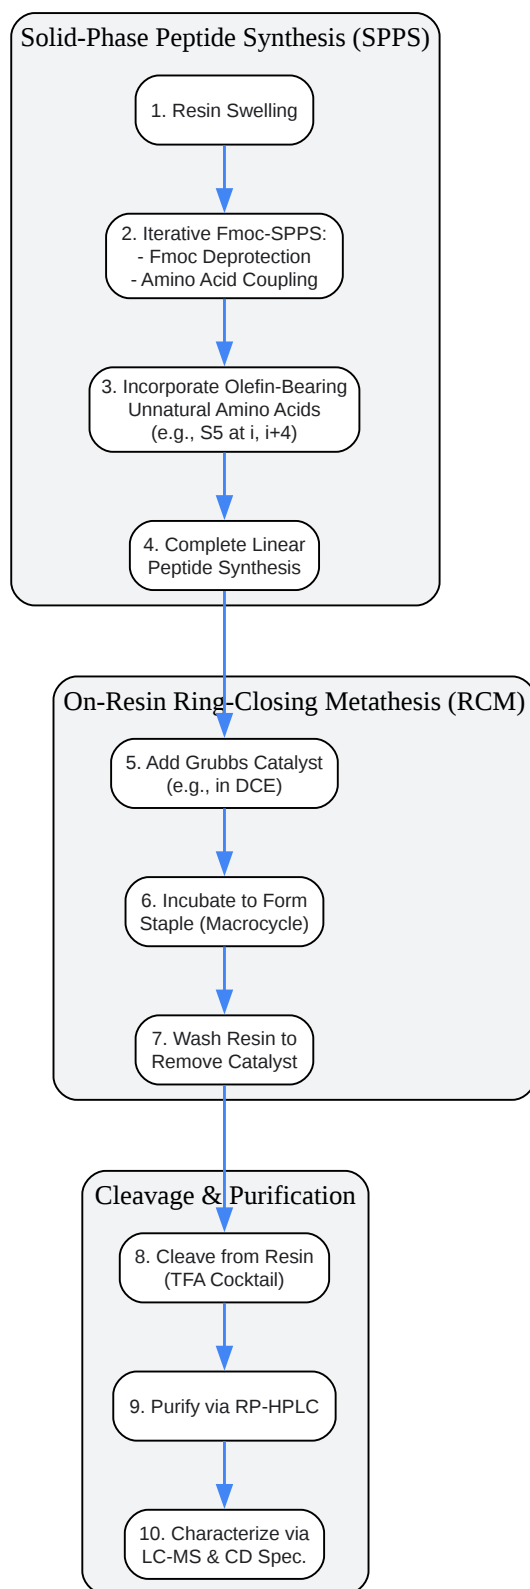 Solid-Phase Peptide Synthesis (SPPS)
1. Resin Swelling
2. Iterative Fmoc-SPPS:
- Fmoc Deprotection
- Amino Acid Coupling
3. Incorporate Olefin-Bearing
Unnatural Amino Acids
(e.g., S5 at i, i+4)
4. Complete Linear
Peptide Synthesis
On-Resin Ring-Closing Metathesis (RCM)
5. Add Grubbs Catalyst
(e.g., in DCE)
6. Incubate to Form
Staple (Macrocycle)
7. Wash Resin to
Remove Catalyst
Cleavage & Purification
8. Cleave from Resin
(TFA Cocktail)
9. Purify via RP-HPLC
10. Characterize via
LC-MS & CD Spec.